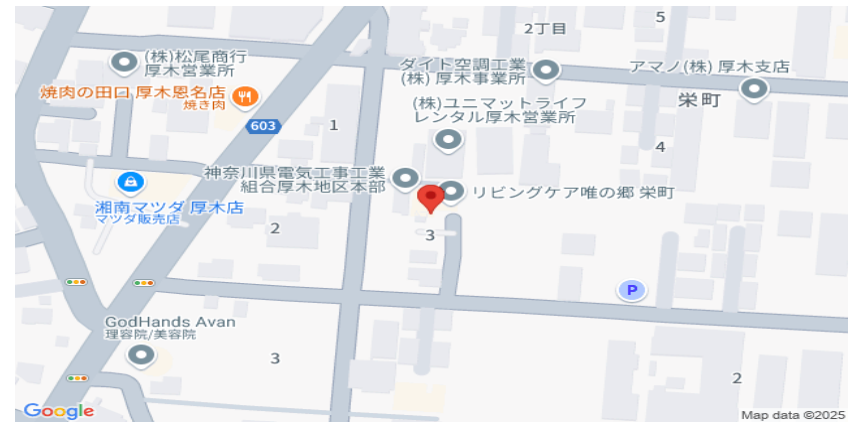 5
2丁目
(株)松尾商行
厚木営業所
ダイドー空調工業
(株) 厚木事業所
アマノ(株) 厚木支店
焼肉の田口 厚木恩名店
焼き肉
(株)ユニマットライフ
レンタル厚木営業所
栄町
603
1
4
神奈川県電気工事工業
組合厚木地区本部
リビングケア唯の郷 栄町
湘南マツダ 厚木店
マツダ販売店
2
3
P
GodHands Avan
理容院/美容院
3
2
Google
Map data ©2025